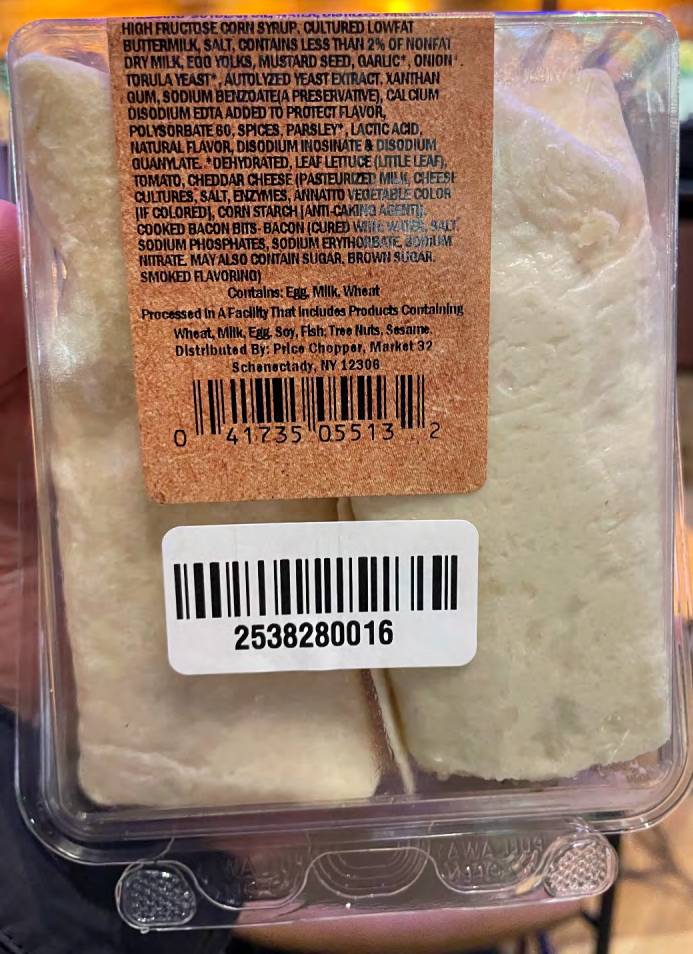 HIGH FRUCTOSE CORN SYRUP, CULTURED LOWFAT
BUTTERMILK, SALT, CONTAINS LESS THAN 2% OF NONFAT
DRY MILK, EGG YOLKS, MUSTARD SEED, GARLIC*, ONION*
TORULA YEAST*, AUTOLYZED YEAST EXTRACT, XANTHAN
GUM, SODIUM BENZOATE(A PRESERVATIVE), CALCIUM
DISODIUM EDTA ADDED TO PROTECT FLAVOR,
POLYSORBATE 60, SPICES, PARSLEY*, LACTIC ACID,
NATURAL FLAVOR, DISODIUM INOSINATE & DISODIUM
GUANYLATE. *DEHYDRATED, LEAF LETTUCE (LITTLE LEAF),
TOMATO, CHEDDAR CHEESE (PASTEURIZED MILK, CHEESE
CULTURES, SALT, ENZYMES, ANNATTO VEGETABLE COLOR
[IF COLORED], CORN STARCH [ANTI-CAKING AGENT]),
COOKED BACON BITS- BACON (CURED WITH WATER, SALT,
SODIUM PHOSPHATES, SODIUM ERYTHORBATE, SODIUM
NITRATE, MAY ALSO CONTAIN SUGAR, BROWN SUGAR,
SMOKED FLAVORING)
Contains: Egg, Milk, Wheat
Processed In A Facility That Includes Products Containing
Wheat, Milk, Egg, Soy, Fish, Tree Nuts, Sesame.
Distributed By: Price Chopper, Market 32
Schenectady, NY 12306
0 41735 05513 2
2538280016